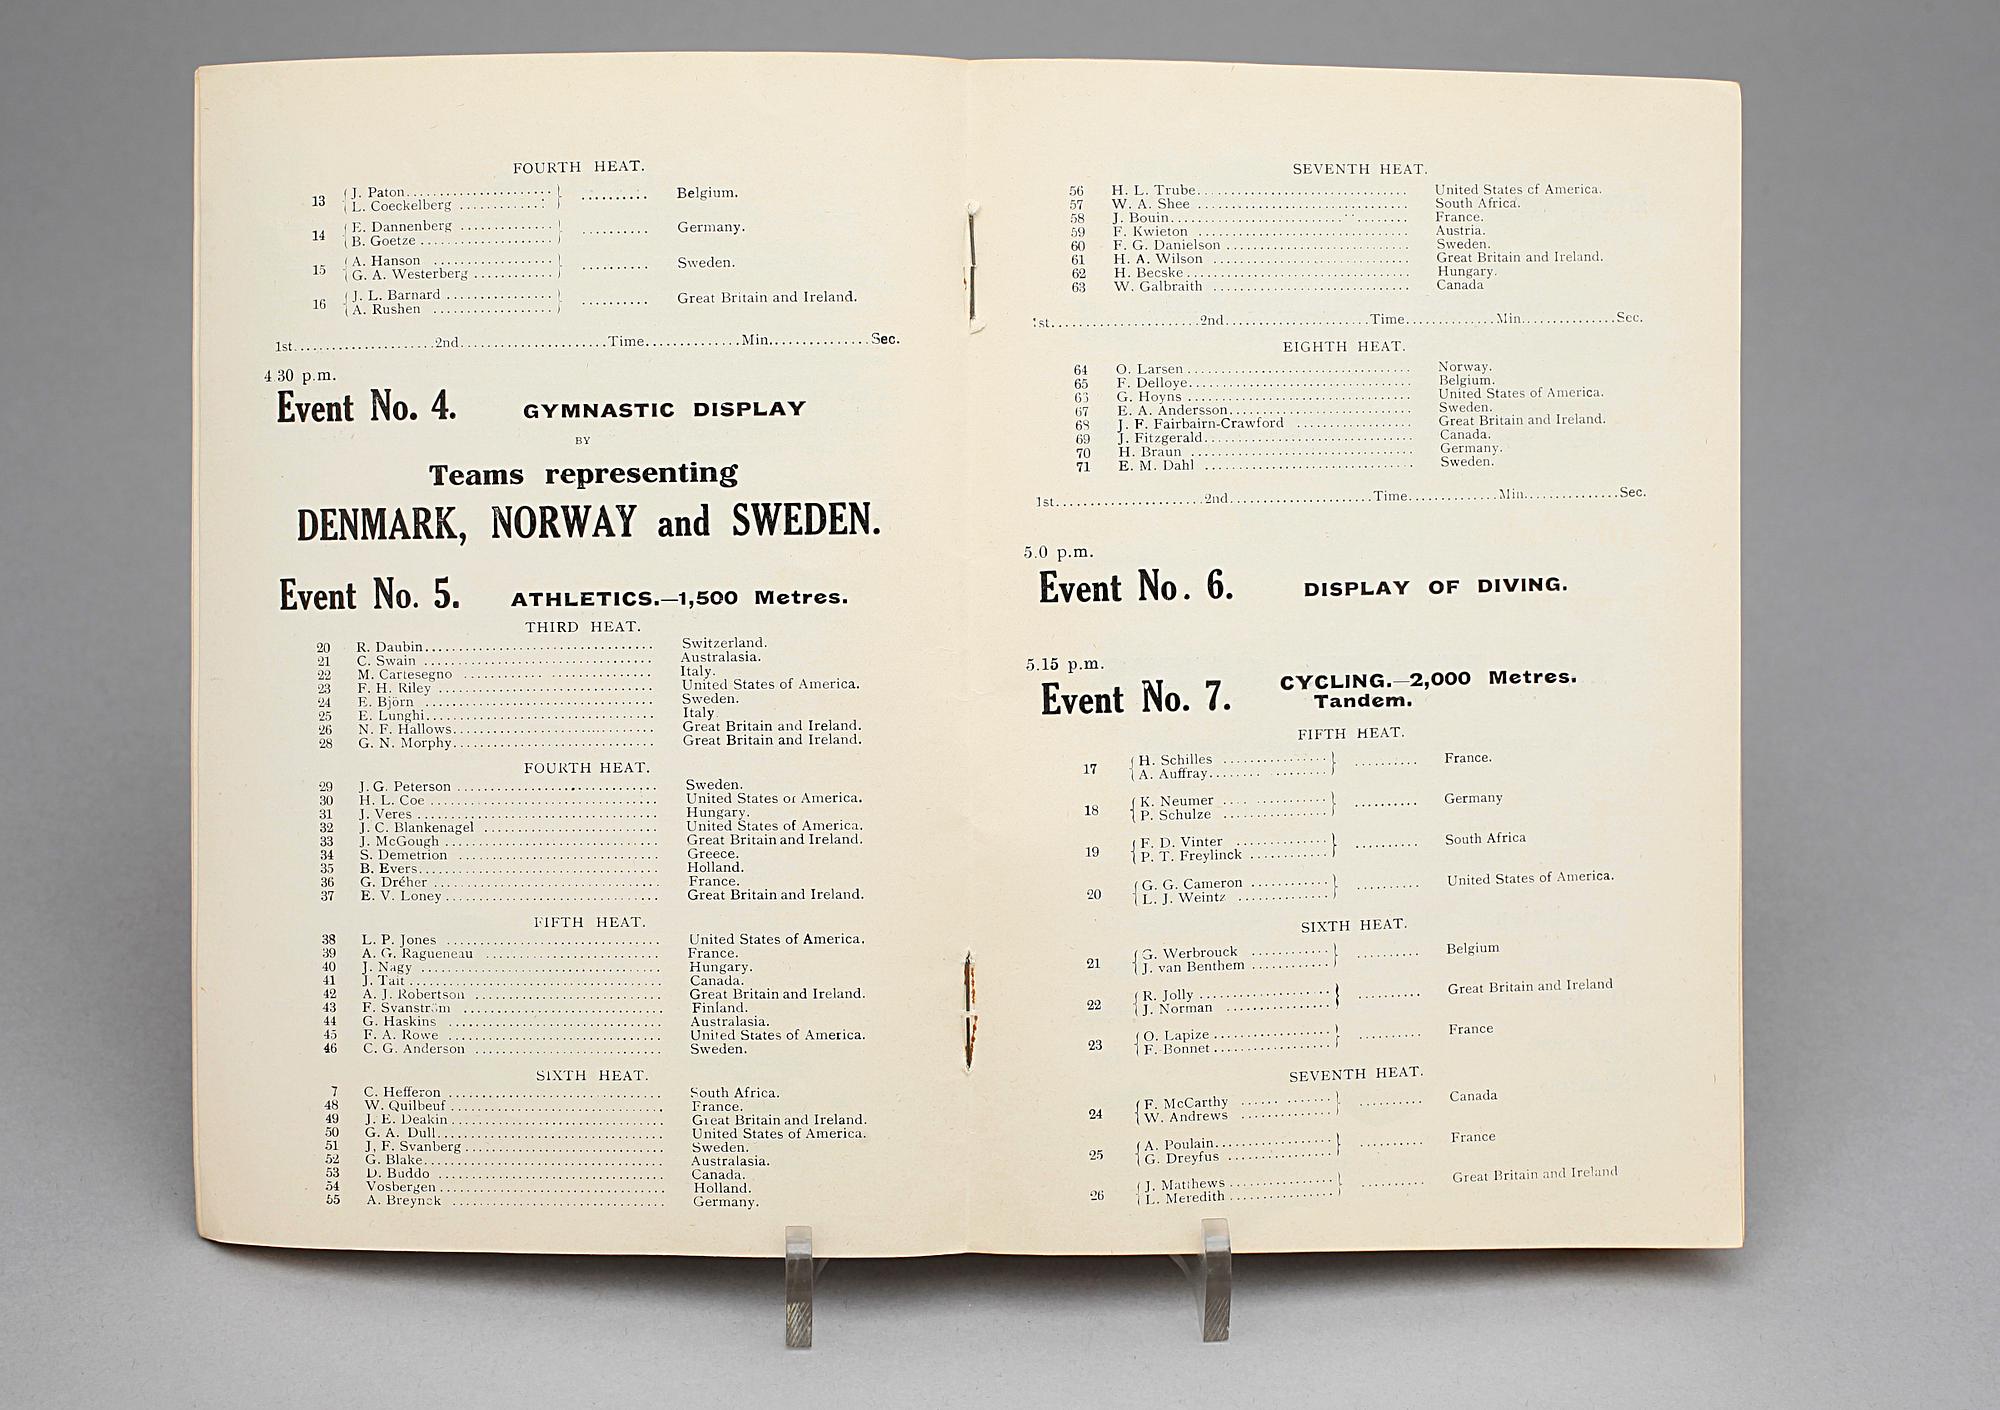 FOURTH HEAT.
13 J. Paton Belgium.
L. Coeckelberg
14 E. Dannenberg Germany.
B. Goetze
15 A. Hanson Sweden.
G. A. Westerberg
16 J. L. Barnard Great Britain and Ireland.
A. Rushen
1st......................2nd......................Time..............Min..............Sec.
4 30 p.m.
Event No. 4. GYMNASTIC DISPLAY
BY
Teams representing
DENMARK, NORWAY and SWEDEN.
Event No. 5. ATHLETICS.—1,500 Metres.
THIRD HEAT.
20 R. Daubin Switzerland.
21 C. Swain Australasia.
22 M. Cartesegno Italy.
23 F. H. Riley United States of America.
24 E. Björn Sweden.
25 E. Lunghi Italy.
26 N. F. Hallows Great Britain and Ireland.
28 G. N. Morphy Great Britain and Ireland.
FOURTH HEAT.
29 J. G. Peterson Sweden.
30 H. L. Coe United States of America.
31 J. Veres Hungary.
32 J. C. Blankenagel United States of America.
33 J. McGough Great Britain and Ireland.
34 S. Demetrion Greece.
35 B. Evers Holland.
36 G. Dréher France.
37 E. V. Loney Great Britain and Ireland.
FIFTH HEAT.
38 L. P. Jones United States of America.
39 A. G. Ragueneau France.
40 J. Nagy Hungary.
41 J. Tait Canada.
42 A. J. Robertson Great Britain and Ireland.
43 F. Svanström Finland.
44 G. Haskins Australasia.
45 F. A. Rowe United States of America.
46 C. G. Anderson Sweden.
SIXTH HEAT.
7 C. Hefferon South Africa.
48 W. Quilbeuf France.
49 J. E. Deakin Great Britain and Ireland.
50 G. A. Dull United States of America.
51 J, F. Svanberg Sweden.
52 G. Blake Australasia.
53 D. Buddo Canada.
54 Vosbergen Holland.
55 A. Breynck Germany.
SEVENTH HEAT.
56 H. L. Trube United States of America.
57 W. A. Shee South Africa.
58 J. Bouin France.
59 F. Kwieton Austria.
60 F. G. Danielson Sweden.
61 H. A. Wilson Great Britain and Ireland.
62 H. Becske Hungary.
63 W. Galbraith Canada
1st......................2nd......................Time..............Min..............Sec.
EIGHTH HEAT.
64 O. Larsen Norway.
65 F. Delloye Belgium.
66 G. Hoyns United States of America.
67 E. A. Andersson Sweden.
68 J. F. Fairbairn-Crawford Great Britain and Ireland.
69 J. Fitzgerald Canada.
70 H. Braun Germany.
71 E. M. Dahl Sweden.
1st......................2nd......................Time..............Min..............Sec.
5.0 p.m.
Event No. 6. DISPLAY OF DIVING.
5.15 p.m.
Event No. 7. CYCLING.—2,000 Metres.
Tandem.
FIFTH HEAT.
17 H. Schilles France.
A. Auffray
18 K. Neumer Germany
P. Schulze
19 F. D. Vinter South Africa
P. T. Freylinck
20 G. G. Cameron United States of America.
L. J. Weintz
SIXTH HEAT.
21 G. Werbrouck Belgium
J. van Benthem
22 R. Jolly Great Britain and Ireland
J. Norman
23 O. Lapize France
F. Bonnet
SEVENTH HEAT.
24 F. McCarthy Canada
W. Andrews
25 A. Poulain France
G. Dreyfus
26 J. Matthews Great Britain and Ireland
L. Meredith